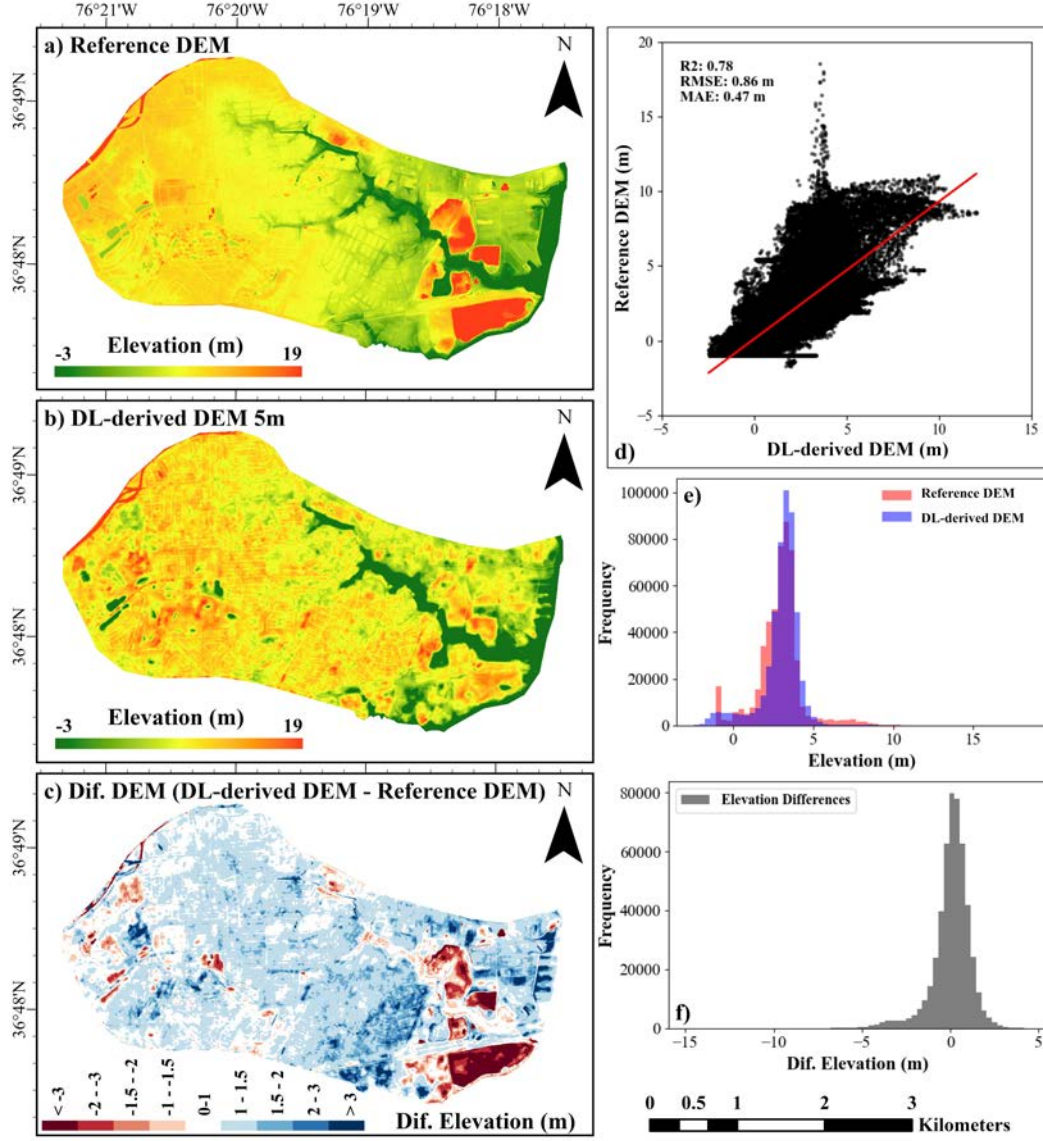 76°21'W 76°20'W 76°19'W 76°18'W
a) Reference DEM
N
36°49'N
36°48'N
Elevation (m)
-3 19
b) DL-derived DEM 5m
N
36°49'N
36°48'N
Elevation (m)
-3 19
c) Dif. DEM (DL-derived DEM - Reference DEM)
N
36°49'N
36°48'N
< -3
-2 - -3
-1.5 - -2
-1 - -1.5
0-1
1 - 1.5
1.5 - 2
2 - 3
> 3
Dif. Elevation (m)
R2: 0.78
RMSE: 0.86 m
MAE: 0.47 m
Reference DEM (m)
20
15
10
5
0
−5
−5 0 5 10 15
d) DL-derived DEM (m)
e)
Reference DEM
DL-derived DEM
Frequency
100000
80000
60000
40000
20000
0
0 5 10 15
Elevation (m)
Elevation Differences
Frequency
80000
60000
40000
20000
0
f)
−15 −10 −5 0 5
Dif. Elevation (m)
0 0.5 1 2 3
Kilometers